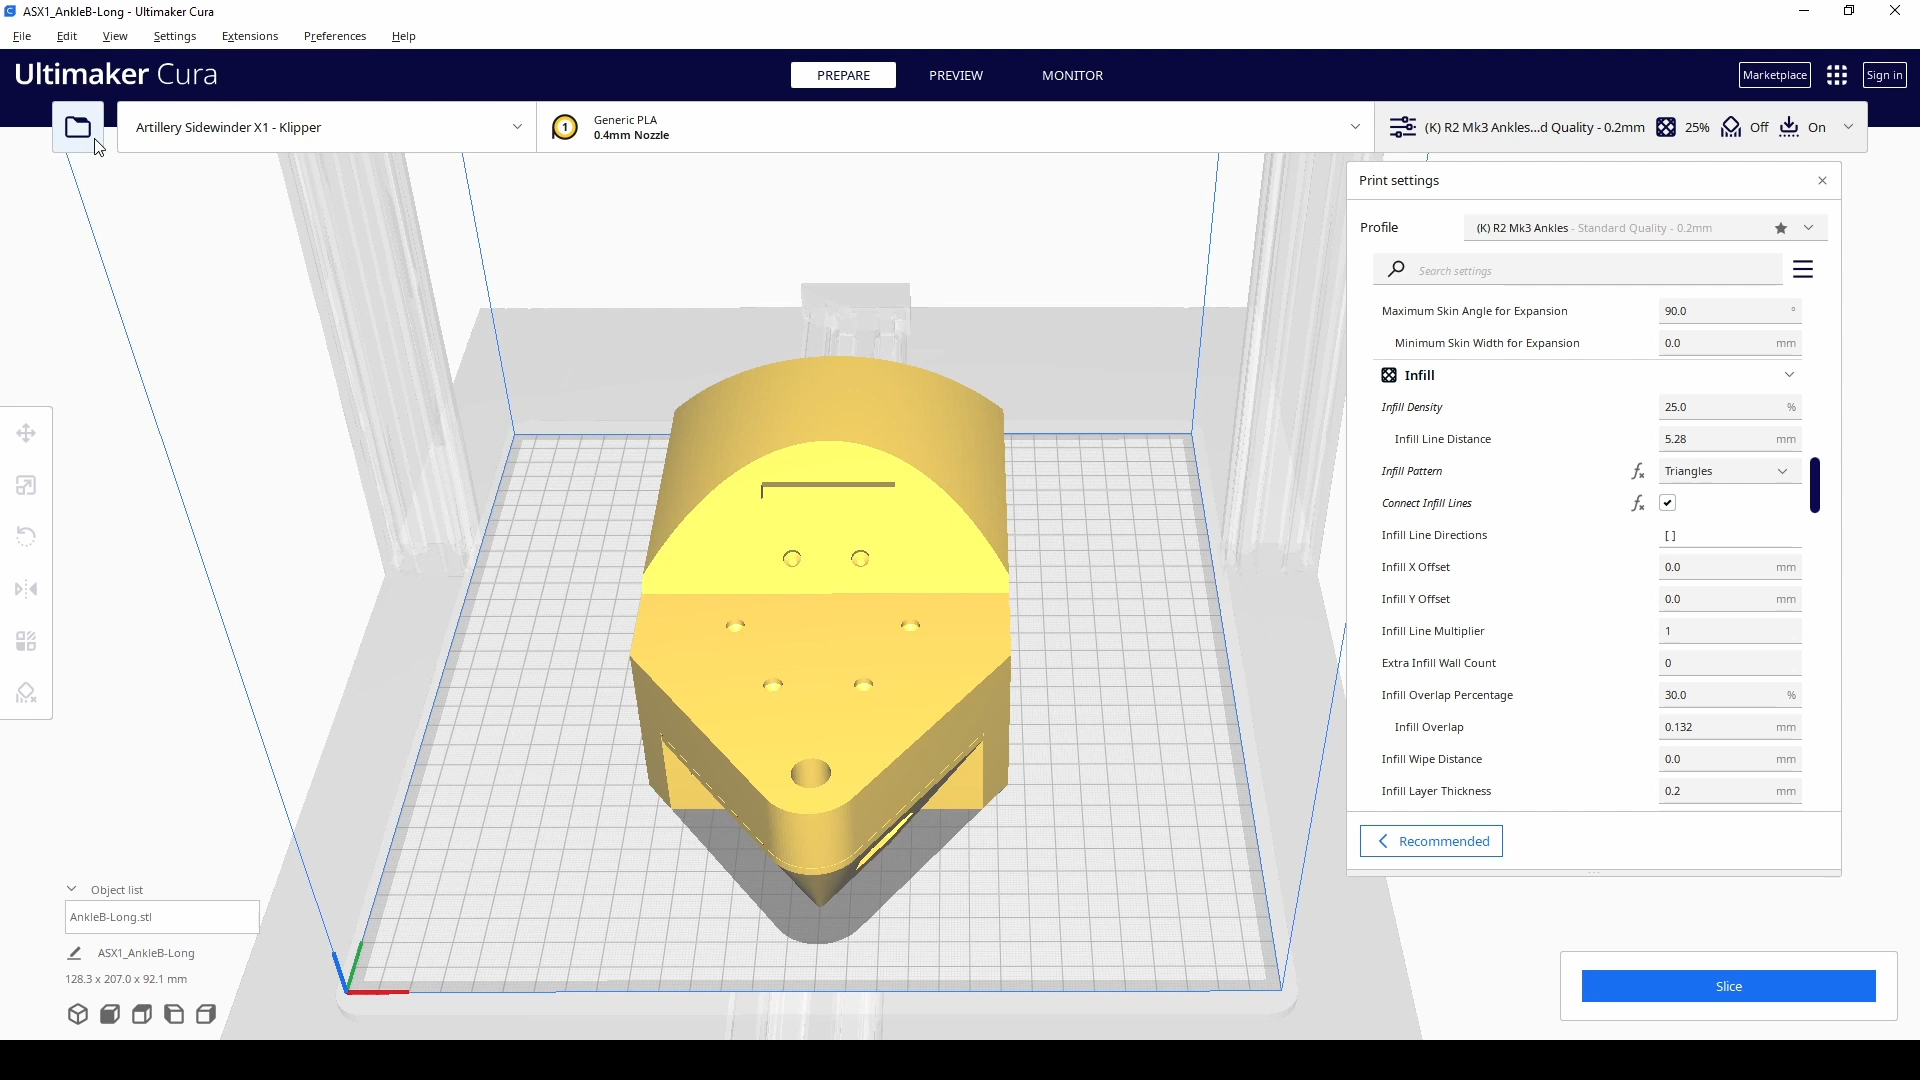 ASX1_AnkleB-Long - Ultimaker Cura
File Edit View Settings Extensions Preferences Help
Ultimaker Cura
PREPARE PREVIEW MONITOR
Marketplace Sign in
Artillery Sidewinder X1 - Klipper
1 Generic PLA
0.4mm Nozzle
(K) R2 Mk3 Ankles...d Quality - 0.2mm 25% Off On
Print settings
Profile (K) R2 Mk3 Ankles - Standard Quality - 0.2mm
Search settings
Maximum Skin Angle for Expansion 90.0 °
Minimum Skin Width for Expansion 0.0 mm
Infill
Infill Density 25.0 %
Infill Line Distance 5.28 mm
Infill Pattern Triangles
Connect Infill Lines
Infill Line Directions [ ]
Infill X Offset 0.0 mm
Infill Y Offset 0.0 mm
Infill Line Multiplier 1
Extra Infill Wall Count 0
Infill Overlap Percentage 30.0 %
Infill Overlap 0.132 mm
Infill Wipe Distance 0.0 mm
Infill Layer Thickness 0.2 mm
Recommended
Object list
AnkleB-Long.stl
ASX1_AnkleB-Long
128.3 x 207.0 x 92.1 mm
Slice